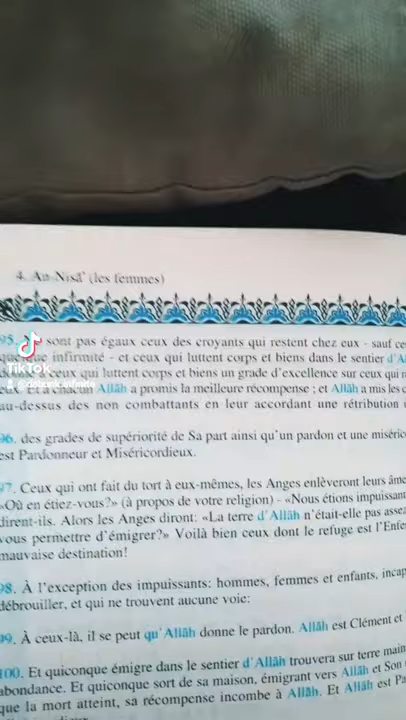 4. An-Nisâ' (les femmes)
95. sont pas égaux ceux des croyants qui restent chez eux - sauf
infirmité - et ceux qui luttent corps et biens dans le sentier
ceux qui luttent corps et biens un grade d'excellence sur ceux qui
eux. Et à chacun Allâh a promis la meilleure récompense ; et Allâh a mis les
au-dessus des non combattants en leur accordant une rétribution
TikTok
96. des grades de supériorité de Sa part ainsi qu'un pardon et une
est Pardonneur et Miséricordieux.
97. Ceux qui ont fait du tort à eux-mêmes, les Anges enlèveront leurs
«Où en étiez-vous?» (à propos de votre religion) - «Nous étions
dirent-ils. Alors les Anges diront: «La terre d'Allâh n'était-elle pas
vous permettre d'émigrer?» Voilà bien ceux dont le refuge est
mauvaise destination!
98. À l'exception des impuissants: hommes, femmes et enfants,
débrouiller, et qui ne trouvent aucune voie:
99. À ceux-là, il se peut qu'Allâh donne le pardon. Allâh est Clément et
100. Et quiconque émigre dans le sentier d'Allâh trouvera sur terre
abondance. Et quiconque sort de sa maison, émigrant vers Allâh et Son
que la mort atteint, sa récompense incombe à Allâh. Et Allâh est